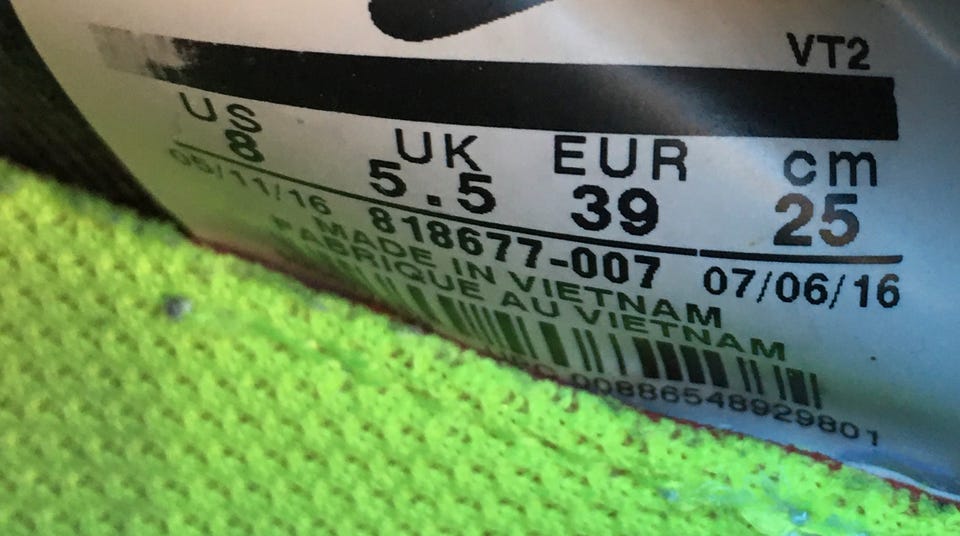 VT2
US UK EUR cm
8 5.5 39 25
05/11/16 818677-007 07/06/16
MADE IN VIETNAM
FABRIQUE AU VIETNAM
00886548929801